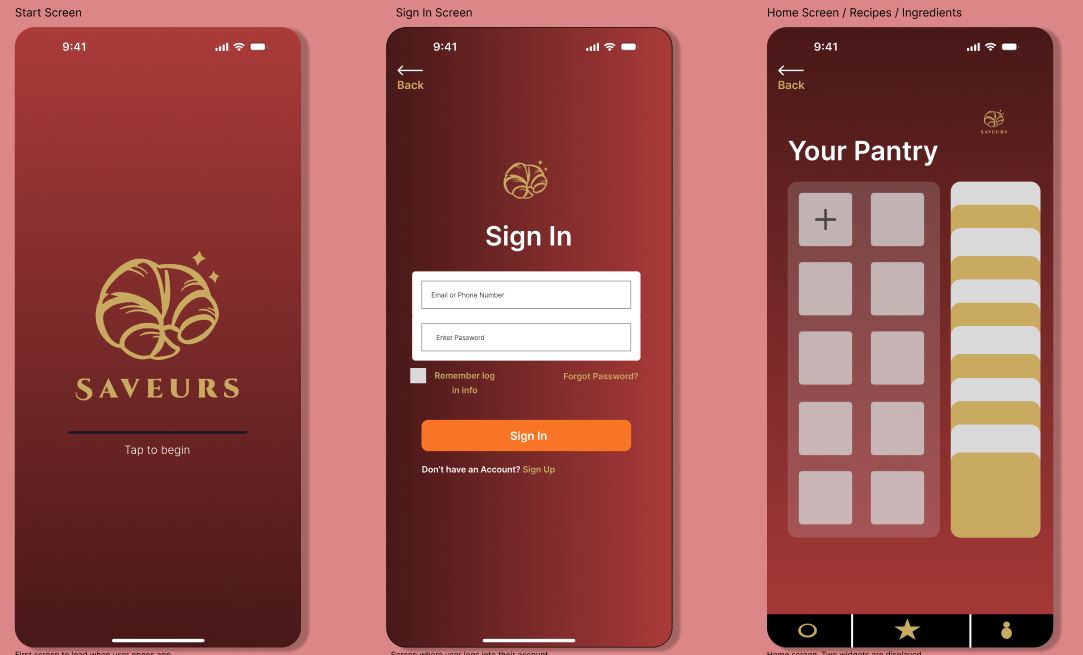 Start Screen
Sign In Screen
Home Screen / Recipes / Ingredients
9:41
SAVEURS
Tap to begin
First screen to load when user opens app
9:41
Back
Sign In
Email or Phone Number
Enter Password
Remember log
in info
Forgot Password?
Sign In
Don't have an Account? Sign Up
Screen where user logs into their account
9:41
Back
SAVEURS
Your Pantry
Home screen. Two widgets are displayed